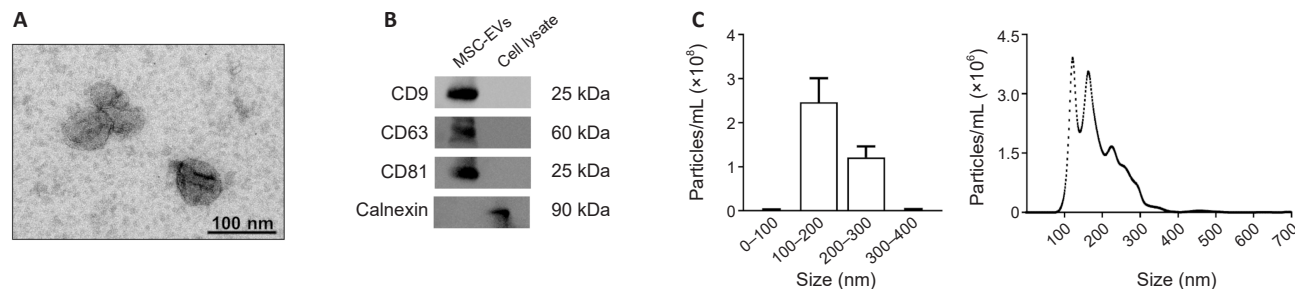 A
100 nm
B
MSC-EVs
Cell lysate
CD9
25 kDa
CD63
60 kDa
CD81
25 kDa
Calnexin
90 kDa
C
Particles/mL (×10⁸)
4
3
2
1
0
0–100
100–200
200–300
300–400
Size (nm)
Particles/mL (×10⁶)
4.5
3.0
1.5
0
100
200
300
400
500
600
700
Size (nm)